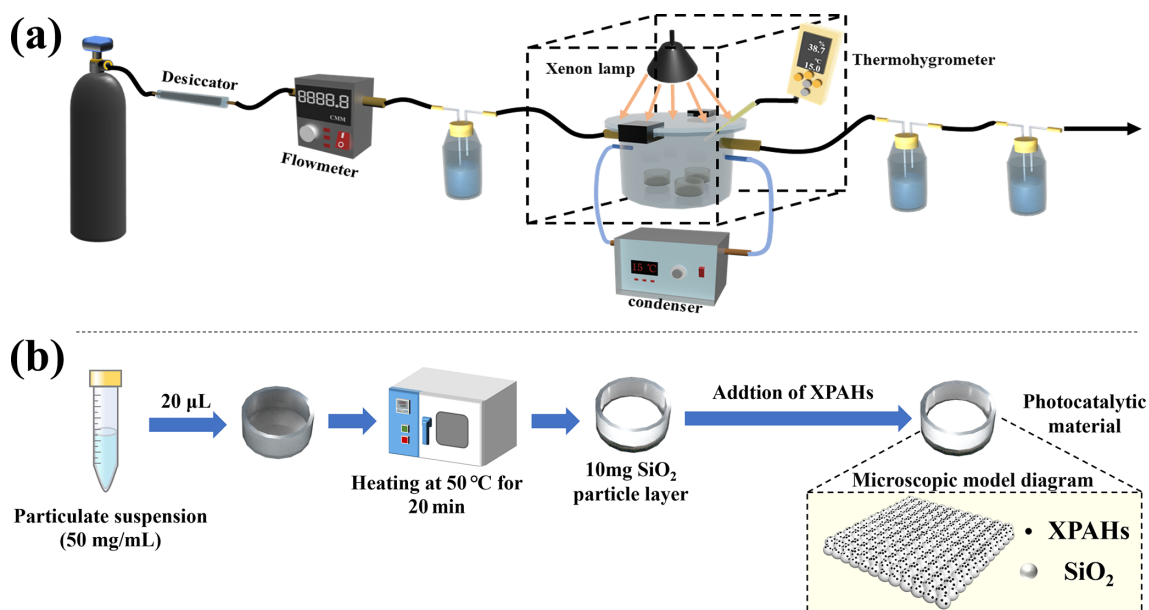 (a)
Desiccator
8888.8
CMM
Flowmeter
Xenon lamp
%
38.7
℃
15.0
Thermohygrometer
15 ℃
condenser
(b)
20 μL
Addtion of XPAHs
Photocatalytic
material
Heating at 50 ℃ for
20 min
10mg SiO₂
particle layer
Particulate suspension
(50 mg/mL)
Microscopic model diagram
XPAHs
SiO₂